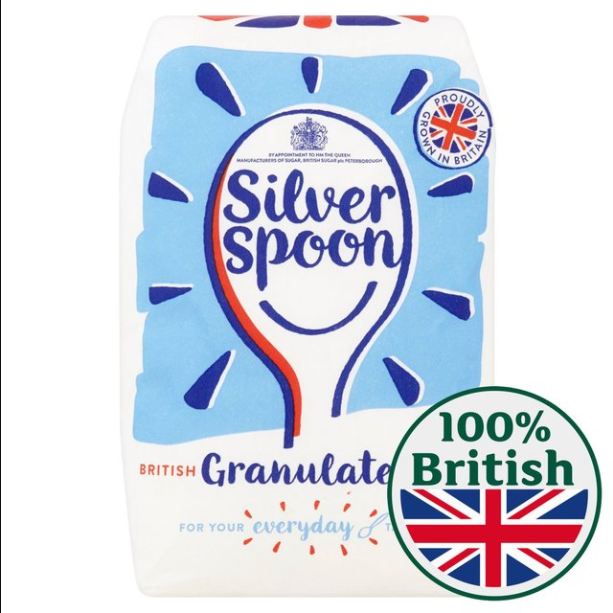 PROUDLY
GROWN IN BRITAIN
BY APPOINTMENT TO HM THE QUEEN
MANUFACTURERS OF SUGAR, BRITISH SUGAR plc PETERBOROUGH
Silver
Spoon
100%
British
BRITISH Granulate
FOR YOUR everyday T